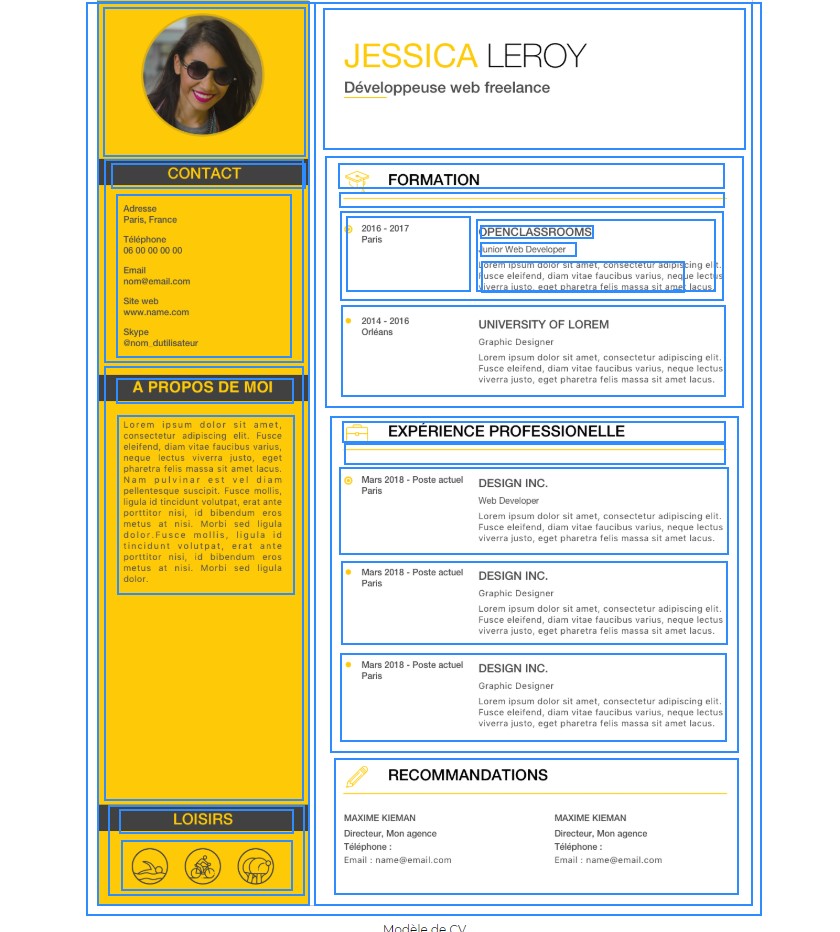 JESSICA LEROY
Développeuse web freelance
CONTACT
Adresse
Paris, France
Téléphone
06 00 00 00 00
Email
nom@email.com
Site web
www.name.com
Skype
@nom_dutilisateur
A PROPOS DE MOI
Lorem ipsum dolor sit amet,
consectetur adipiscing elit. Fusce
eleifend, diam vitae faucibus varius,
neque lectus viverra justo, eget
pharetra felis massa sit amet lacus.
Nam pulvinar est vel diam
pellentesque suscipit. Fusce mollis,
ligula id tincidunt volutpat, erat ante
porttitor nisi, id bibendum eros
metus at nisi. Morbi sed ligula
dolor.Fusce mollis, ligula id
tincidunt volutpat, erat ante
porttitor nisi, id bibendum eros
metus at nisi. Morbi sed ligula
dolor.
LOISIRS
FORMATION
2016 - 2017
Paris
OPENCLASSROOMS
Junior Web Developer
Lorem ipsum dolor sit amet, consectetur adipiscing elit.
Fusce eleifend, diam vitae faucibus varius, neque lectus
viverra justo, eget pharetra felis massa sit amet lacus.
2014 - 2016
Orléans
UNIVERSITY OF LOREM
Graphic Designer
Lorem ipsum dolor sit amet, consectetur adipiscing elit.
Fusce eleifend, diam vitae faucibus varius, neque lectus
viverra justo, eget pharetra felis massa sit amet lacus.
EXPÉRIENCE PROFESSIONELLE
Mars 2018 - Poste actuel
Paris
DESIGN INC.
Web Developer
Lorem ipsum dolor sit amet, consectetur adipiscing elit.
Fusce eleifend, diam vitae faucibus varius, neque lectus
viverra justo, eget pharetra felis massa sit amet lacus.
Mars 2018 - Poste actuel
Paris
DESIGN INC.
Graphic Designer
Lorem ipsum dolor sit amet, consectetur adipiscing elit.
Fusce eleifend, diam vitae faucibus varius, neque lectus
viverra justo, eget pharetra felis massa sit amet lacus.
Mars 2018 - Poste actuel
Paris
DESIGN INC.
Graphic Designer
Lorem ipsum dolor sit amet, consectetur adipiscing elit.
Fusce eleifend, diam vitae faucibus varius, neque lectus
viverra justo, eget pharetra felis massa sit amet lacus.
RECOMMANDATIONS
MAXIME KIEMAN
Directeur, Mon agence
Téléphone :
Email : name@email.com
MAXIME KIEMAN
Directeur, Mon agence
Téléphone :
Email : name@email.com
Modèle de CV